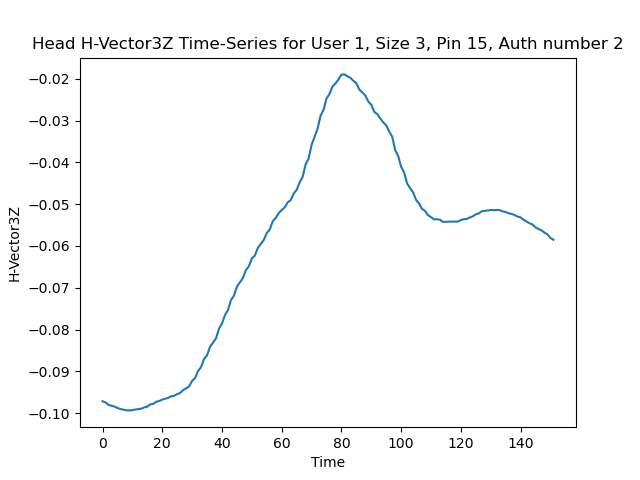 Head H-Vector3Z Time-Series for User 1, Size 3, Pin 15, Auth number 2
−0.02
−0.03
−0.04
−0.05
−0.06
−0.07
−0.08
−0.09
−0.10
H-Vector3Z
0 20 40 60 80 100 120 140
Time